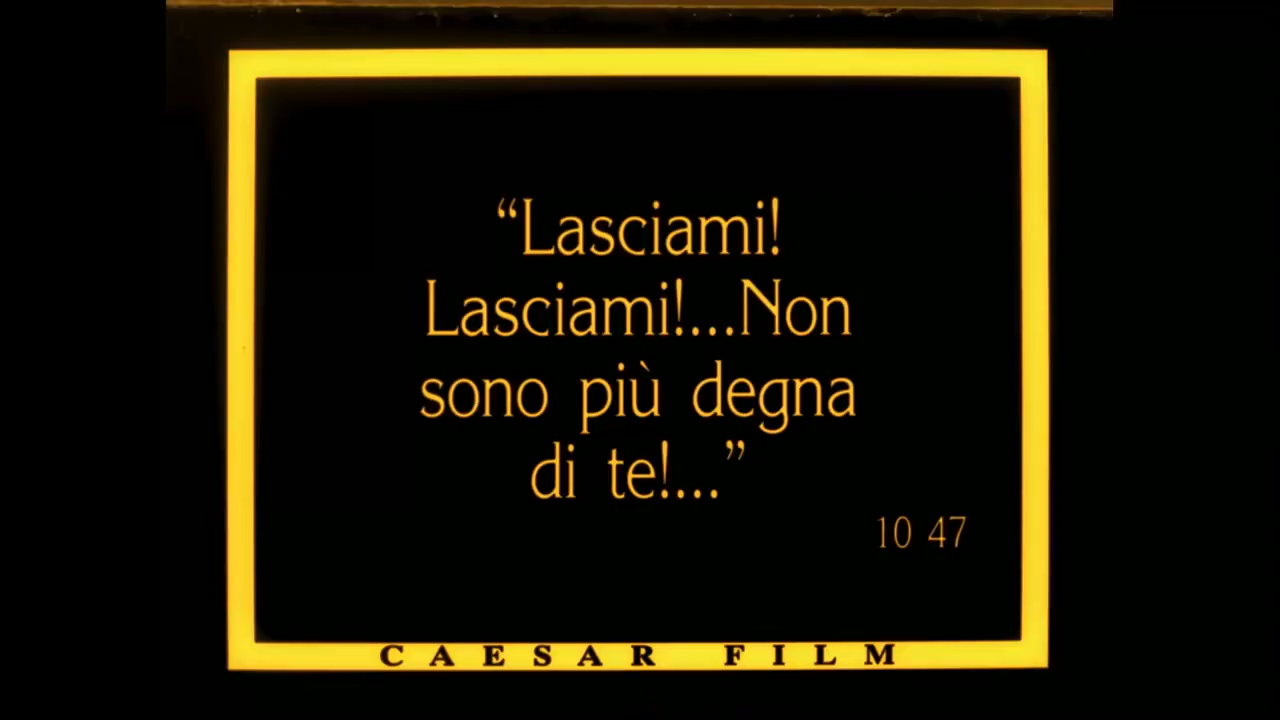 “Lasciami!
Lasciami!...Non
sono più degna
di te!...”
10 47
CAESAR FILM